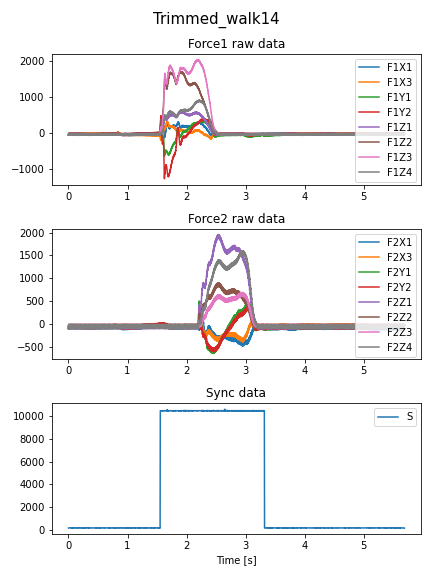 Trimmed_walk14
Force1 raw data
2000
1000
0
−1000
0 1 2 3 4 5
F1X1
F1X3
F1Y1
F1Y2
F1Z1
F1Z2
F1Z3
F1Z4
Force2 raw data
2000
1500
1000
500
0
−500
0 1 2 3 4 5
F2X1
F2X3
F2Y1
F2Y2
F2Z1
F2Z2
F2Z3
F2Z4
Sync data
10000
8000
6000
4000
2000
0
0 1 2 3 4 5
S
Time [s]